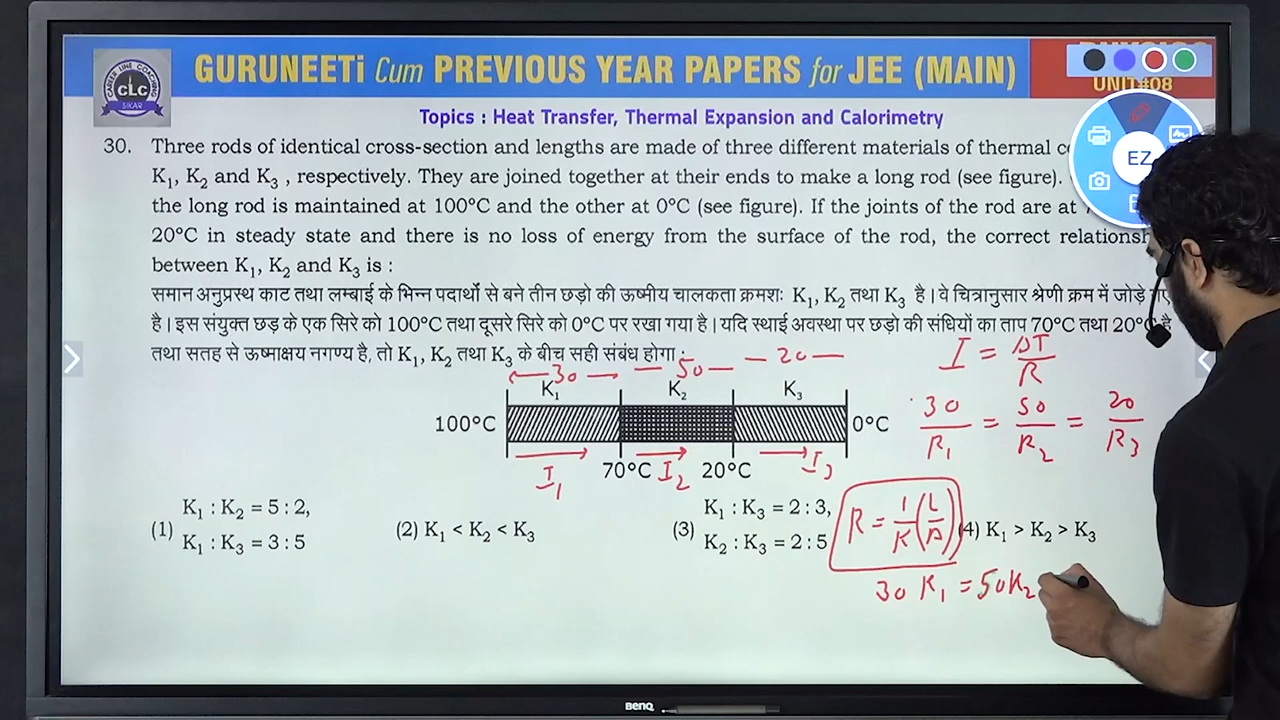 GURUNEETi Cum PREVIOUS YEAR PAPERS for JEE (MAIN)
UNIT#08
CAREER LINE COACHING
CLC
SIKAR
EZ
Topics : Heat Transfer, Thermal Expansion and Calorimetry
30. Three rods of identical cross-section and lengths are made of three different materials of thermal
K₁, K₂ and K₃ , respectively. They are joined together at their ends to make a long rod (see figure).
the long rod is maintained at 100°C and the other at 0°C (see figure). If the joints of the rod are at
20°C in steady state and there is no loss of energy from the surface of the rod, the correct
between K₁, K₂ and K₃ is :
समान अनुप्रस्थ काट तथा लम्बाई के भिन्न पदार्थों से बने तीन छड़ो की ऊष्मीय चालकता क्रमशः K₁, K₂ तथा K₃ है। वे चित्रानुसार श्रेणी क्रम में जोड़े
है। इस संयुक्त छड़ के एक सिरे को 100°C तथा दूसरे सिरे को 0°C पर रखा गया है। यदि स्थाई अवस्था पर छड़ो की संधियों का ताप 70°C तथा 20°C है
तथा सतह से ऊष्माक्षय नगण्य है, तो K₁, K₂ तथा K₃ के बीच सही संबंध होगा :
30 50 20
K₁ K₂ K₃
100°C 0°C
I₁ 70°C I₂ 20°C I₃
I = ΔT/R
30/R₁ = 50/R₂ = 20/R₃
(1) K₁ : K₂ = 5 : 2,
K₁ : K₃ = 3 : 5
(2) K₁ < K₂ < K₃
(3) K₁ : K₃ = 2 : 3,
K₂ : K₃ = 2 : 5
R = 1/K (L/A)
(4) K₁ > K₂ > K₃
30 K₁ = 50K₂
BENQ